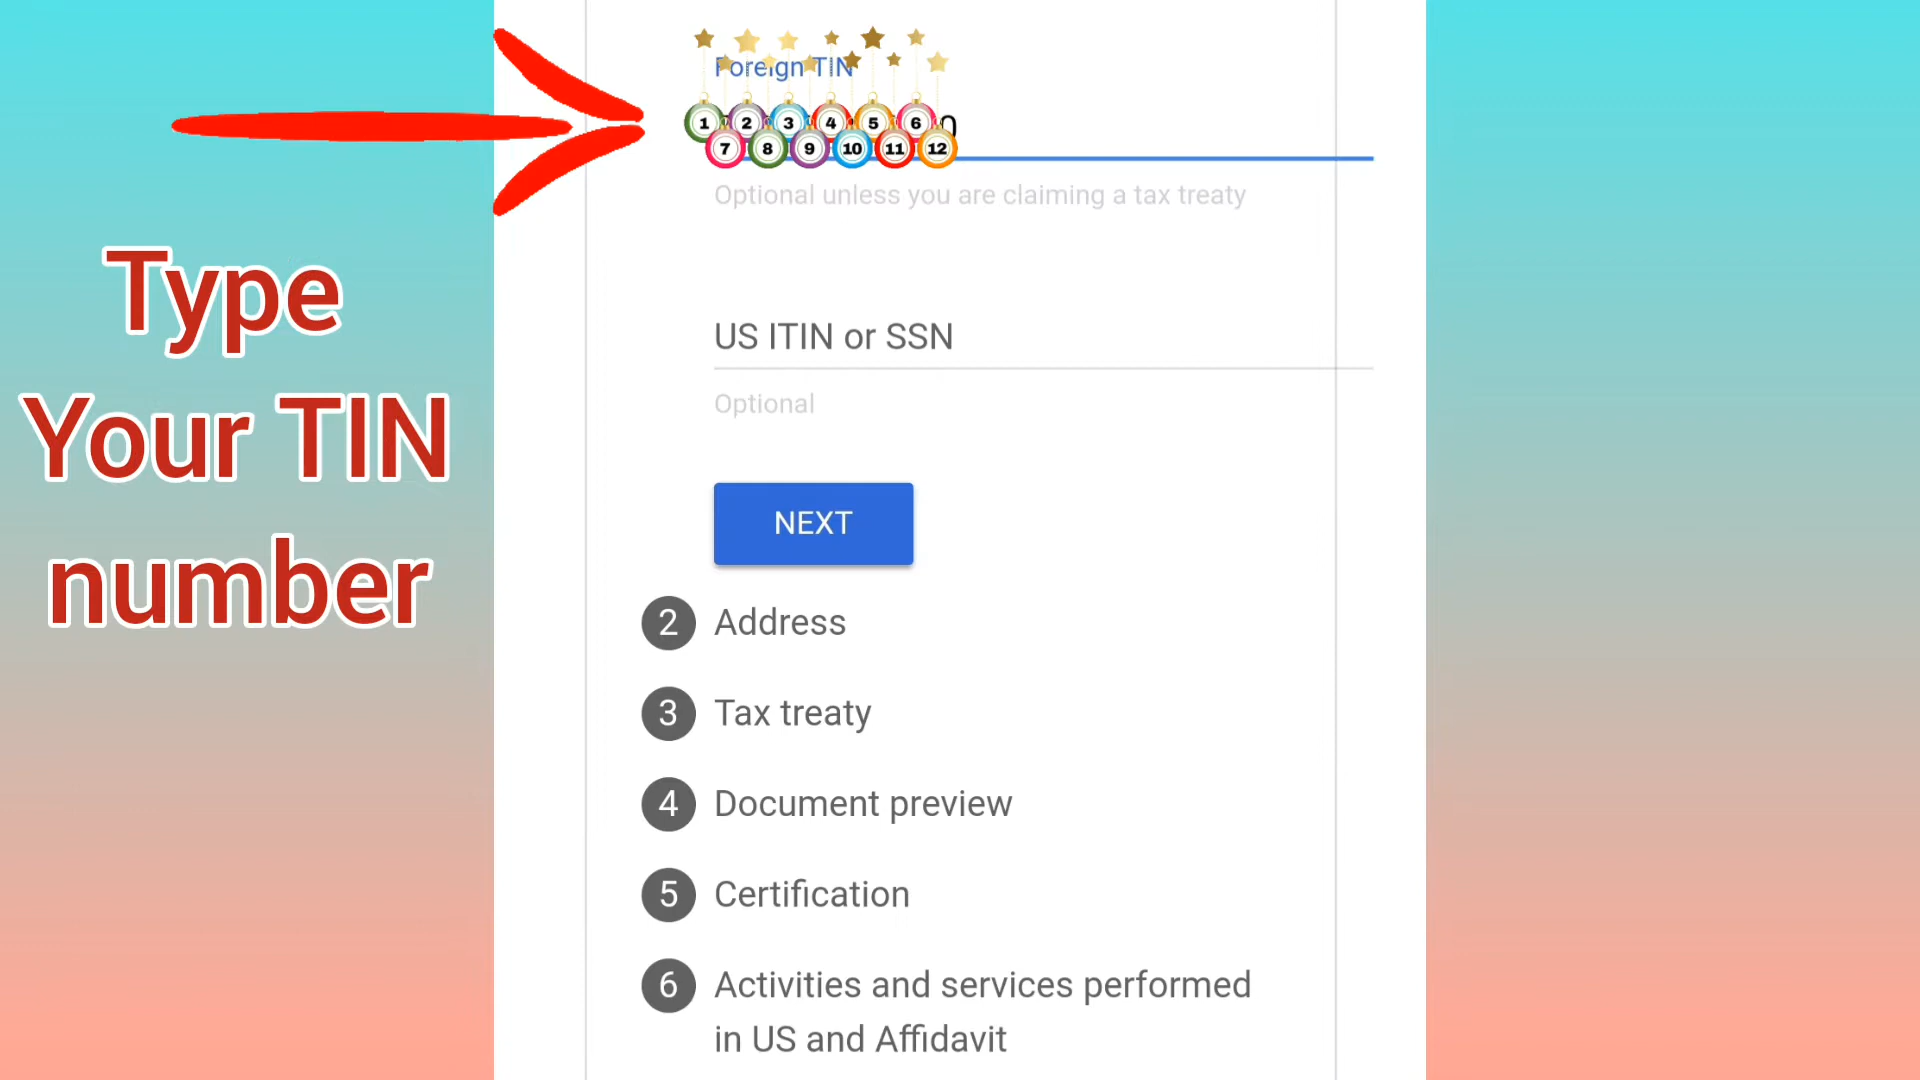 Type
Your TIN
number
Foreign TIN
1 2 3 4 5 6 0
7 8 9 10 11 12
Optional unless you are claiming a tax treaty
US ITIN or SSN
Optional
NEXT
2 Address
3 Tax treaty
4 Document preview
5 Certification
6 Activities and services performed
in US and Affidavit